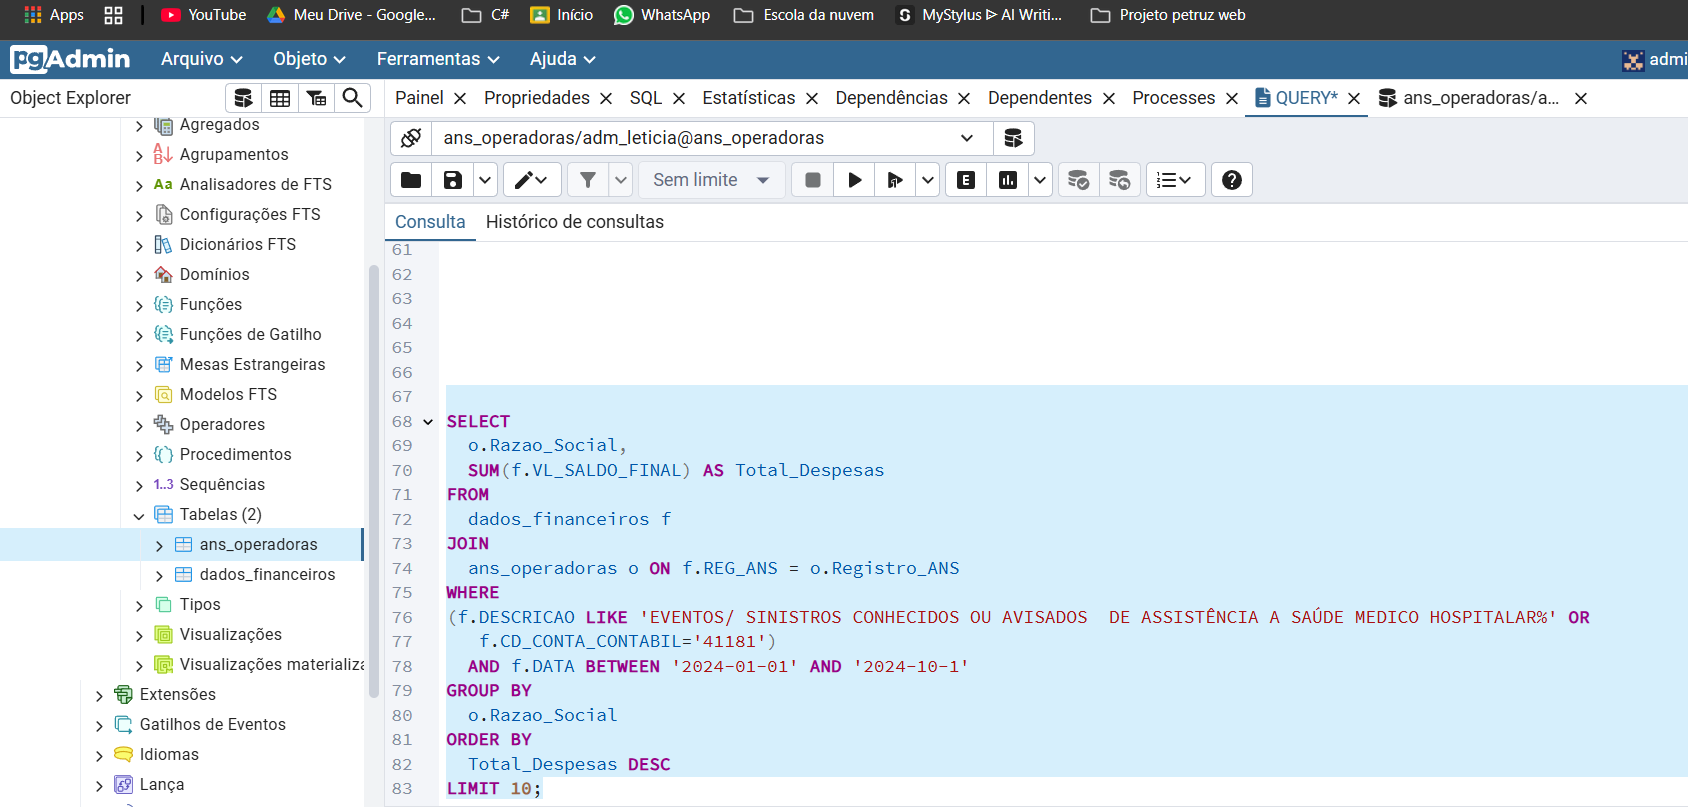 Apps
YouTube
Meu Drive - Google...
C#
Início
WhatsApp
Escola da nuvem
MyStylus ᐅ AI Writi...
Projeto petruz web
pgAdmin
Arquivo
Objeto
Ferramentas
Ajuda
admi
Object Explorer
Painel
Propriedades
SQL
Estatísticas
Dependências
Dependentes
Processes
QUERY*
ans_operadoras/a...
Agregados
Agrupamentos
Aa Analisadores de FTS
Configurações FTS
Dicionários FTS
Domínios
Funções
Funções de Gatilho
Mesas Estrangeiras
Modelos FTS
Operadores
Procedimentos
1..3 Sequências
Tabelas (2)
ans_operadoras
dados_financeiros
Tipos
Visualizações
Visualizações materializa
Extensões
Gatilhos de Eventos
Idiomas
Lança
ans_operadoras/adm_leticia@ans_operadoras
Sem limite
E
Consulta
Histórico de consultas
61
62
63
64
65
66
67
68 SELECT
69 o.Razao_Social,
70 SUM(f.VL_SALDO_FINAL) AS Total_Despesas
71 FROM
72 dados_financeiros f
73 JOIN
74 ans_operadoras o ON f.REG_ANS = o.Registro_ANS
75 WHERE
76 (f.DESCRICAO LIKE 'EVENTOS/ SINISTROS CONHECIDOS OU AVISADOS  DE ASSISTÊNCIA A SAÚDE MEDICO HOSPITALAR%' OR
77 f.CD_CONTA_CONTABIL='41181')
78 AND f.DATA BETWEEN '2024-01-01' AND '2024-10-1'
79 GROUP BY
80 o.Razao_Social
81 ORDER BY
82 Total_Despesas DESC
83 LIMIT 10;